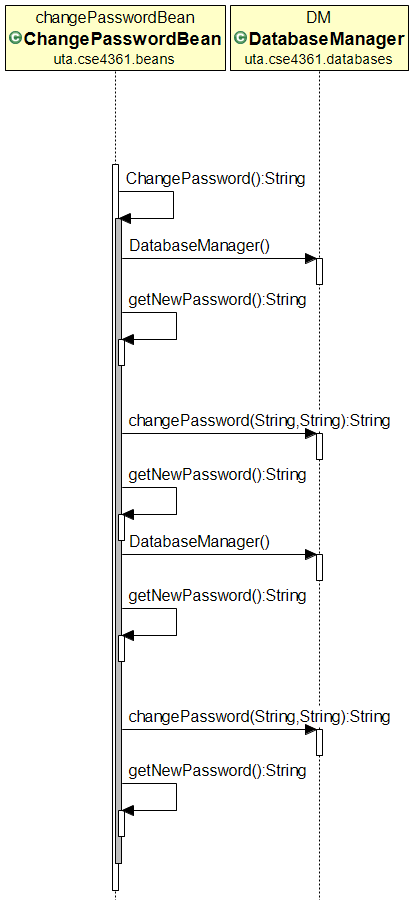 changePasswordBean
C ChangePasswordBean
uta.cse4361.beans
DM
C DatabaseManager
uta.cse4361.databases
ChangePassword():String
DatabaseManager()
getNewPassword():String
changePassword(String,String):String
getNewPassword():String
DatabaseManager()
getNewPassword():String
changePassword(String,String):String
getNewPassword():String